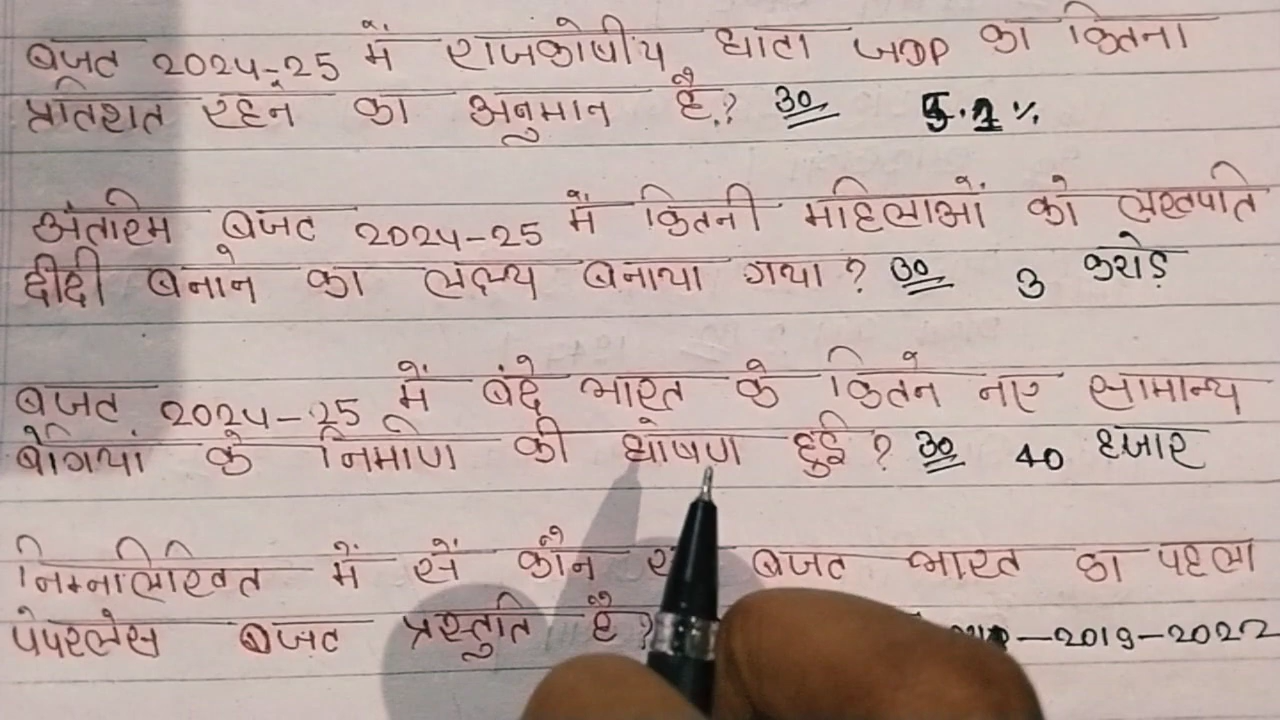 बजट 2024-25 में राजकोषीय घाटा GDP का कितना
प्रतिशत रहने का अनुमान है? उ० 5.1%
अंतरिम बजट 2024-25 में कितनी महिलाओं को लखपति
दीदी बनाने का लक्ष्य बनाया गया? उ० 3 करोड़
बजट 2024-25 में वंदे भारत के कितने नए सामान्य
बोगियों के निर्माण की घोषण हुई? उ० 40 हजार
निम्नलिखित में से कौन बजट भारत का पहला
पेपरलेस बजट प्रस्तुति है? -2019-2022